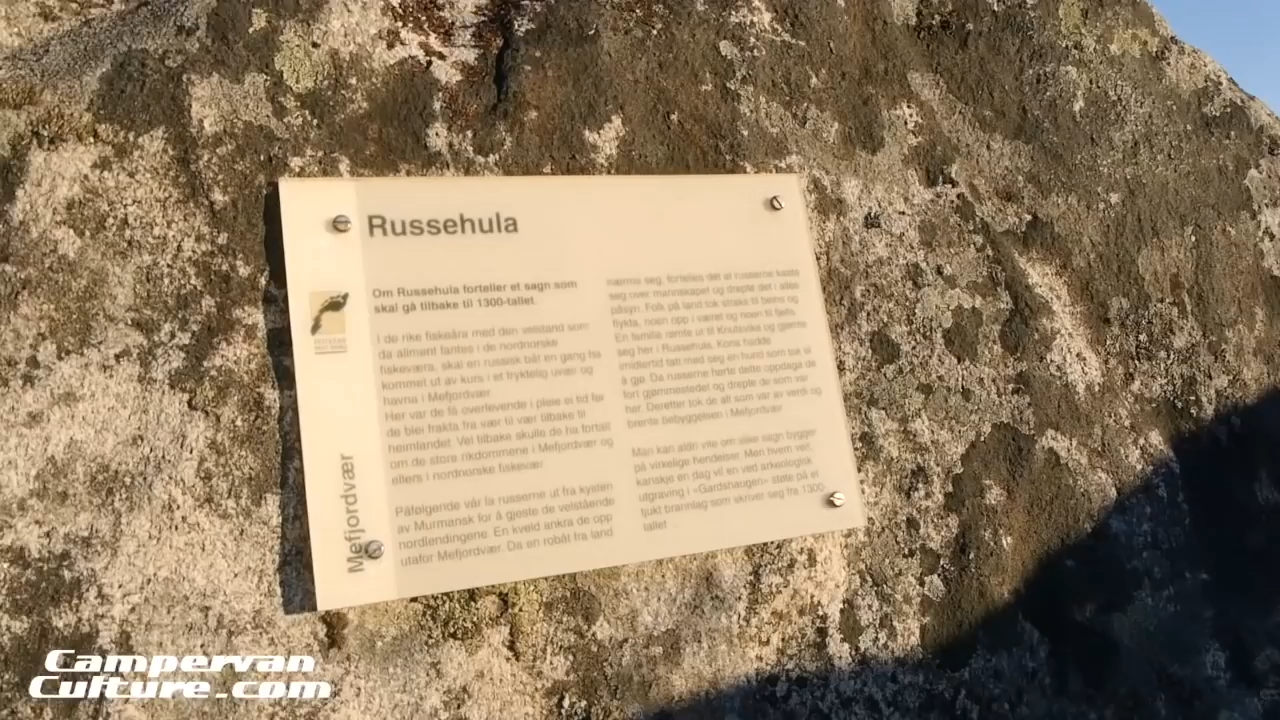 Russehula
Om Russehula forteller et sagn som
skal gå tilbake til 1300-tallet.
I de rike fiskeåra med den velstand som
da allment fantes i de nordnorske
fiskeværa, skal en russisk båt en gang ha
kommet ut av kurs i et fryktelig uvær og
havna i Mefjordvær.
Her var de få overlevende i pleie ei tid før
de blei frakta fra vær til vær tilbake til
heimlandet. Vel tilbake skulle de ha fortalt
om de store rikdommene i Mefjordvær og
ellers i nordnorske fiskevær.
Påfølgende vår la russerne ut fra kysten
av Murmansk for å gjeste de velstående
nordlendingene. En kveld ankra de opp
utafor Mefjordvær. Da en robåt fra land
nærma seg, fortelles det at russerne kasta
seg over mannskapet og drepte det i alles
påsyn. Folk på land tok straks til beins og
flykta, noen opp i været og noen til fjells.
En familie rømte ut til Knutsvika og gjemte
seg her i Russehula. Kona hadde
imidlertid tatt med seg en hund som tok til
å gjø. Da russerne hørte dette oppdaga de
fort gjemmestedet og drepte de som var
her. Deretter tok de alt som var av verdi og
brente bebyggelsen i Mefjordvær.
Man kan aldri vite om slike sagn bygger
på virkelige hendelser. Men hvem vet,
kanskje en dag vil en ved arkeologisk
utgraving i «Gardshaugen» støte på et
tjukt brannlag som skriver seg fra 1300-
tallet ...
Mefjordvær
Campervan
Culture.com